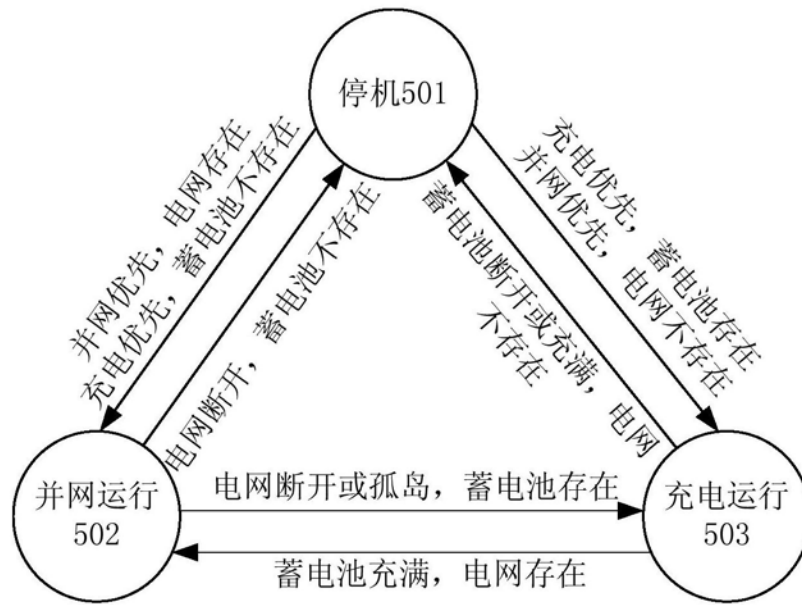 停机501
并网优先，电网存在
充电优先，蓄电池不存在
电网断开，蓄电池不存在
充电优先，蓄电池存在
并网优先，电网不存在
蓄电池断开或充满，电网
不存在
并网运行
502
电网断开或孤岛，蓄电池存在
蓄电池充满，电网存在
充电运行
503